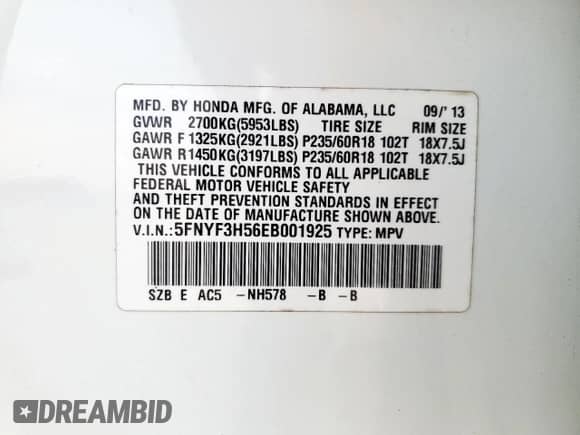 MFD. BY HONDA MFG. OF ALABAMA, LLC 09/'13
GVWR 2700KG(5953LBS) TIRE SIZE RIM SIZE
GAWR F 1325KG(2921LBS) P235/60R18 102T 18X7.5J
GAWR R1450KG(3197LBS) P235/60R18 102T 18X7.5J
THIS VEHICLE CONFORMS TO ALL APPLICABLE
FEDERAL MOTOR VEHICLE SAFETY
AND THEFT PREVENTION STANDARDS IN EFFECT
ON THE DATE OF MANUFACTURE SHOWN ABOVE.
V.I.N.:5FNYF3H56EB001925 TYPE: MPV
SZB E AC5 -NH578 -B -B
DREAMBID